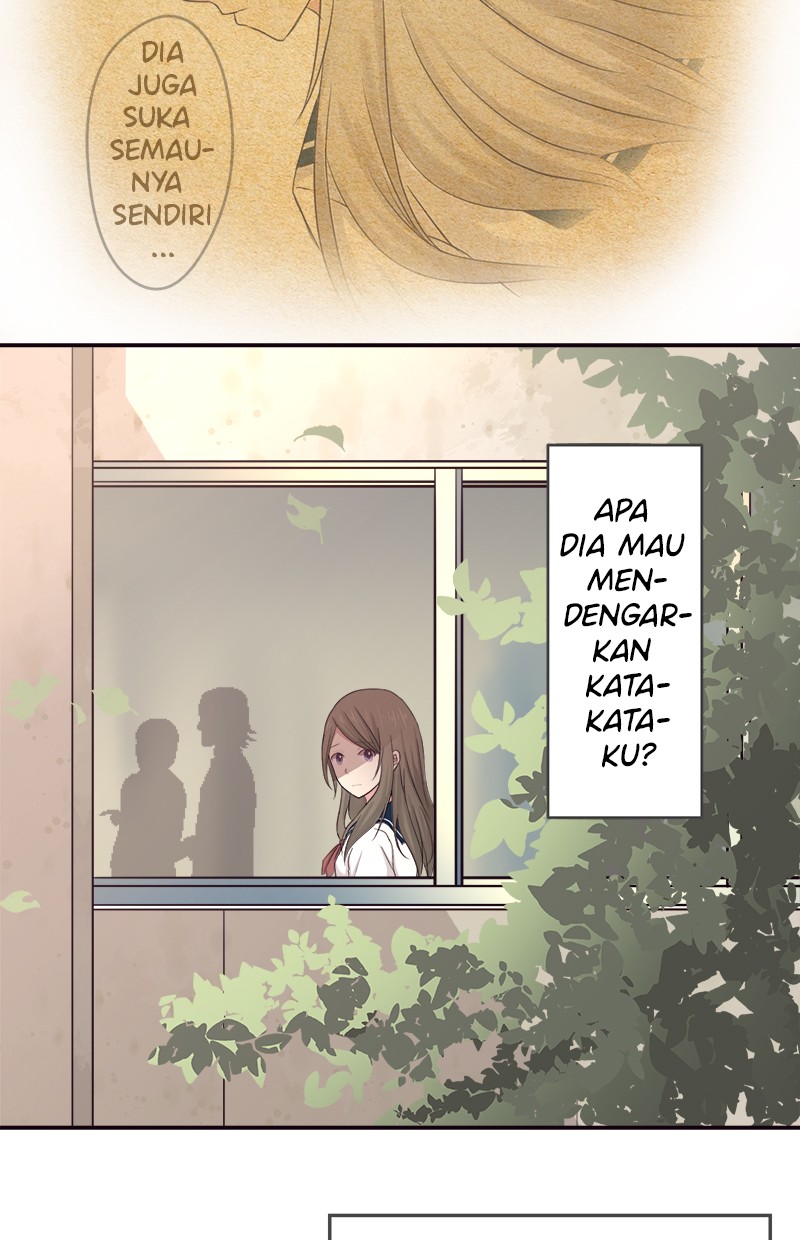 DIA
JUGA
SUKA
SEMAU-
NYA
SENDIRI
...
APA
DIA MAU
MEN-
DENGAR-
KAN
KATA-
KATA-
KU?